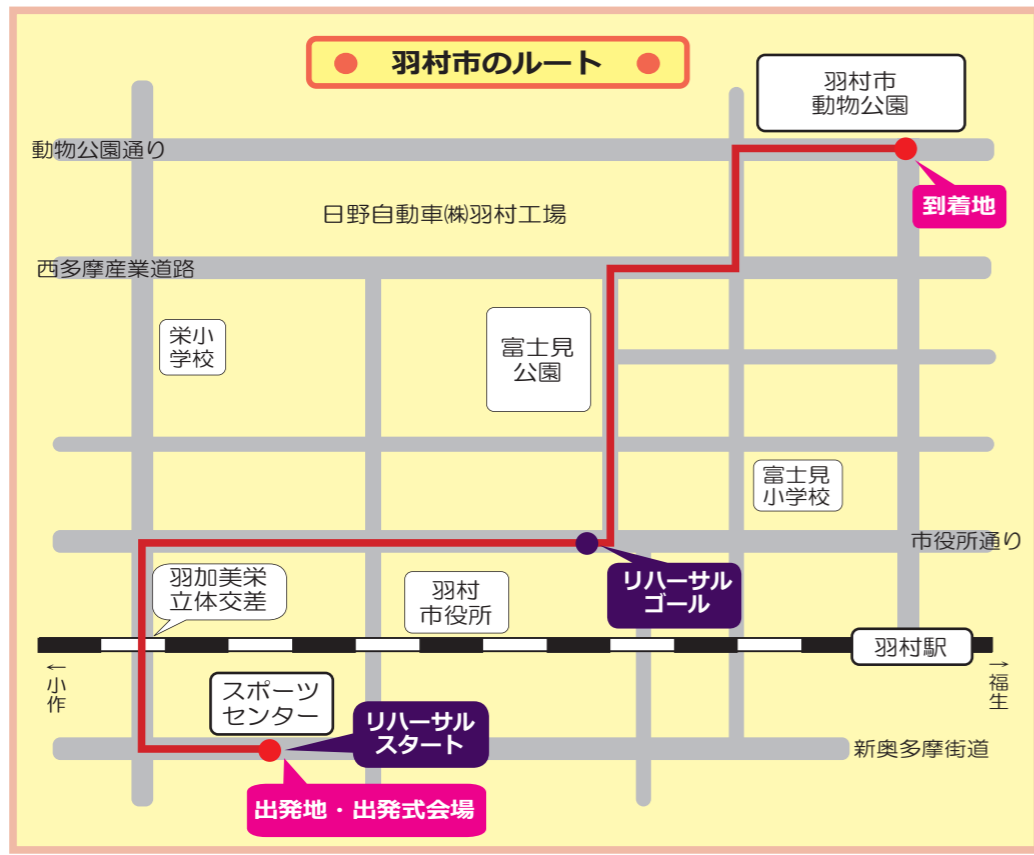 羽村市のルート
羽村市
動物公園
動物公園通り
到着地
日野自動車㈱羽村工場
西多摩産業道路
栄小
学校
富士見
公園
富士見
小学校
市役所通り
羽加美栄
立体交差
羽村
市役所
リハーサル
ゴール
羽村駅
←小作
→福生
スポーツ
センター
リハーサル
スタート
新奥多摩街道
出発地・出発式会場